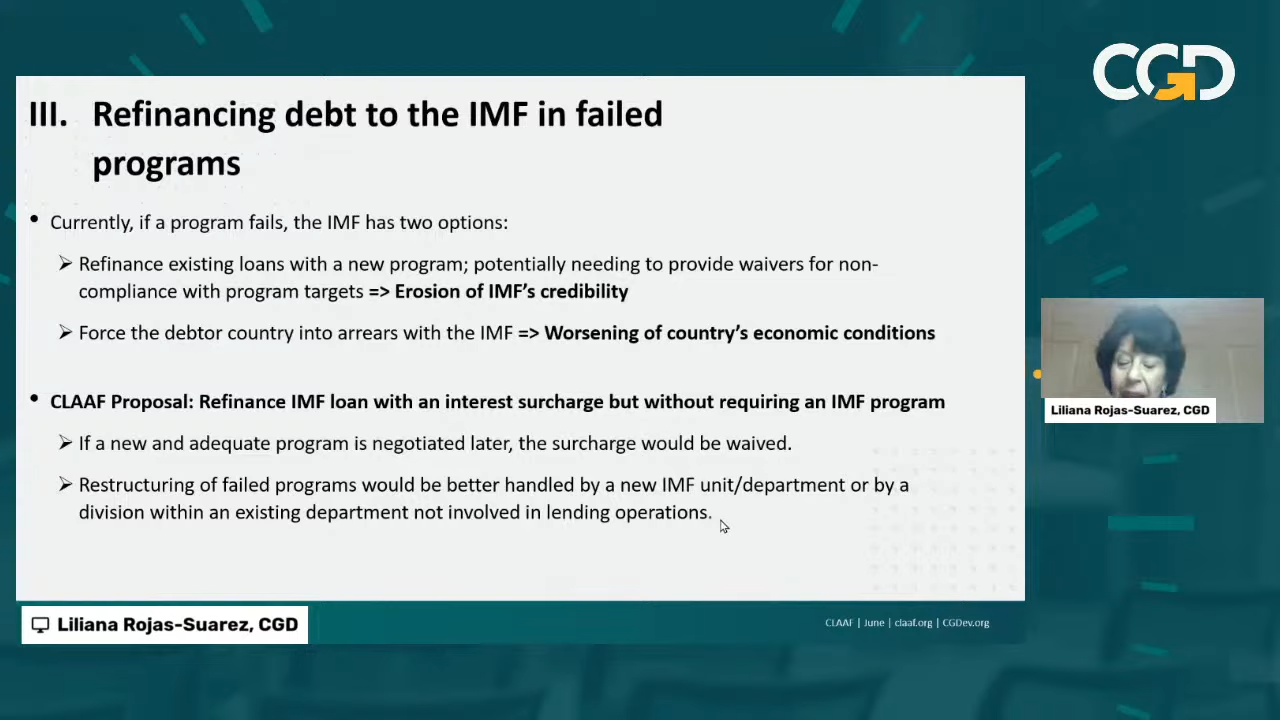 CGD
III. Refinancing debt to the IMF in failed
programs
• Currently, if a program fails, the IMF has two options:
➢ Refinance existing loans with a new program; potentially needing to provide waivers for non-
compliance with program targets => Erosion of IMF’s credibility
➢ Force the debtor country into arrears with the IMF => Worsening of country’s economic conditions
• CLAAF Proposal: Refinance IMF loan with an interest surcharge but without requiring an IMF program
➢ If a new and adequate program is negotiated later, the surcharge would be waived.
➢ Restructuring of failed programs would be better handled by a new IMF unit/department or by a
division within an existing department not involved in lending operations.
Liliana Rojas-Suarez, CGD
Liliana Rojas-Suarez, CGD
CLAAF | June | claaf.org | CGDev.org